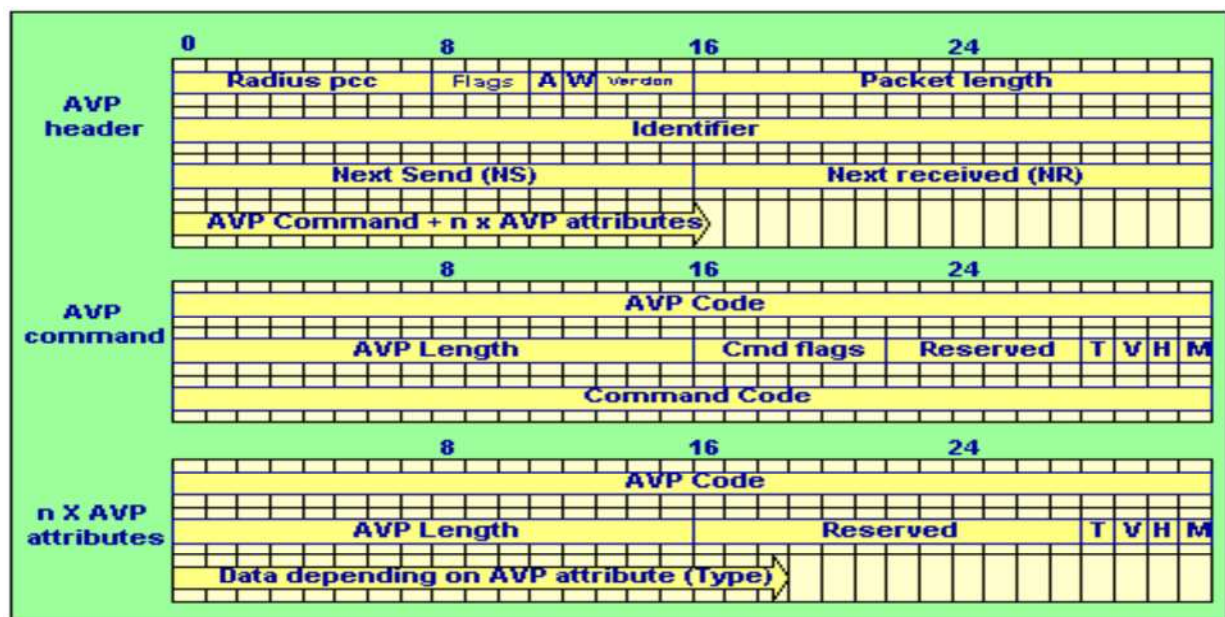 0 8 16 24
Radius pcc Flags A W Verdon Packet length
AVP
header
Identifier
Next Send (NS) Next received (NR)
AVP Command + n x AVP attributes
8 16 24
AVP
command
AVP Code
AVP Length Cmd flags Reserved T V H M
Command Code
8 16 24
AVP Code
n X AVP
attributes
AVP Length Reserved T V H M
Data depending on AVP attribute (Type)